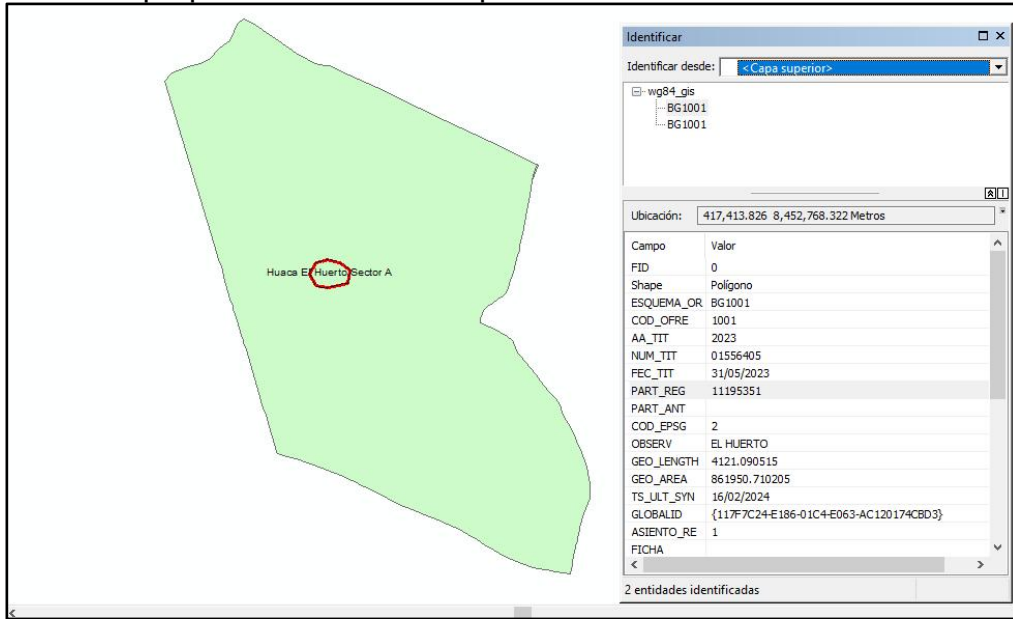 Huaca El Huerto Sector A
Identificar
Identificar desde: <Capa superior>
wg84_gis
BG1001
BG1001
Ubicación: 417,413.826 8,452,768.322 Metros
Campo Valor
FID 0
Shape Polígono
ESQUEMA_OR BG1001
COD_OFRE 1001
AA_TIT 2023
NUM_TIT 01556405
FEC_TIT 31/05/2023
PART_REG 11195351
PART_ANT
COD_EPSG 2
OBSERV EL HUERTO
GEO_LENGTH 4121.090515
GEO_AREA 861950.710205
TS_ULT_SYN 16/02/2024
GLOBALID {117F7C24-E186-01C4-E063-AC120174CBD3}
ASIENTO_RE 1
FICHA
2 entidades identificadas